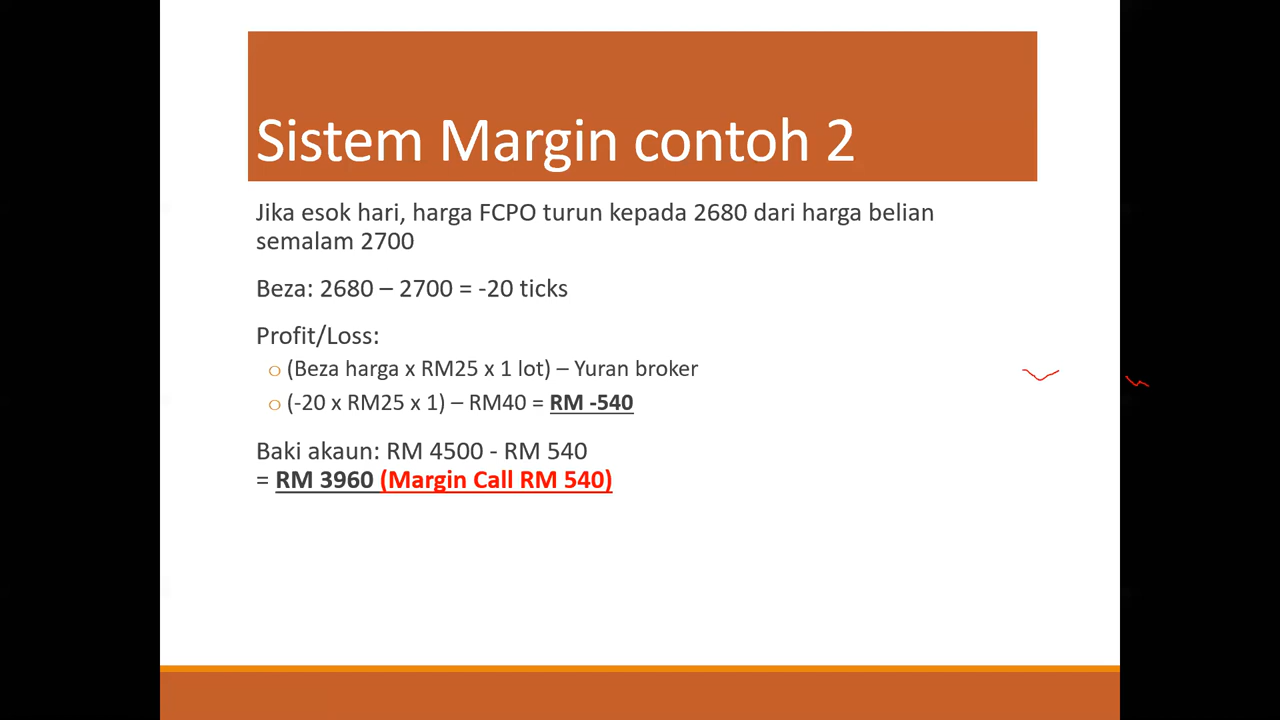 Sistem Margin contoh 2
Jika esok hari, harga FCPO turun kepada 2680 dari harga belian
semalam 2700
Beza: 2680 – 2700 = -20 ticks
Profit/Loss:
(Beza harga x RM25 x 1 lot) – Yuran broker
(-20 x RM25 x 1) – RM40 = RM -540
Baki akaun: RM 4500 - RM 540
= RM 3960 (Margin Call RM 540)